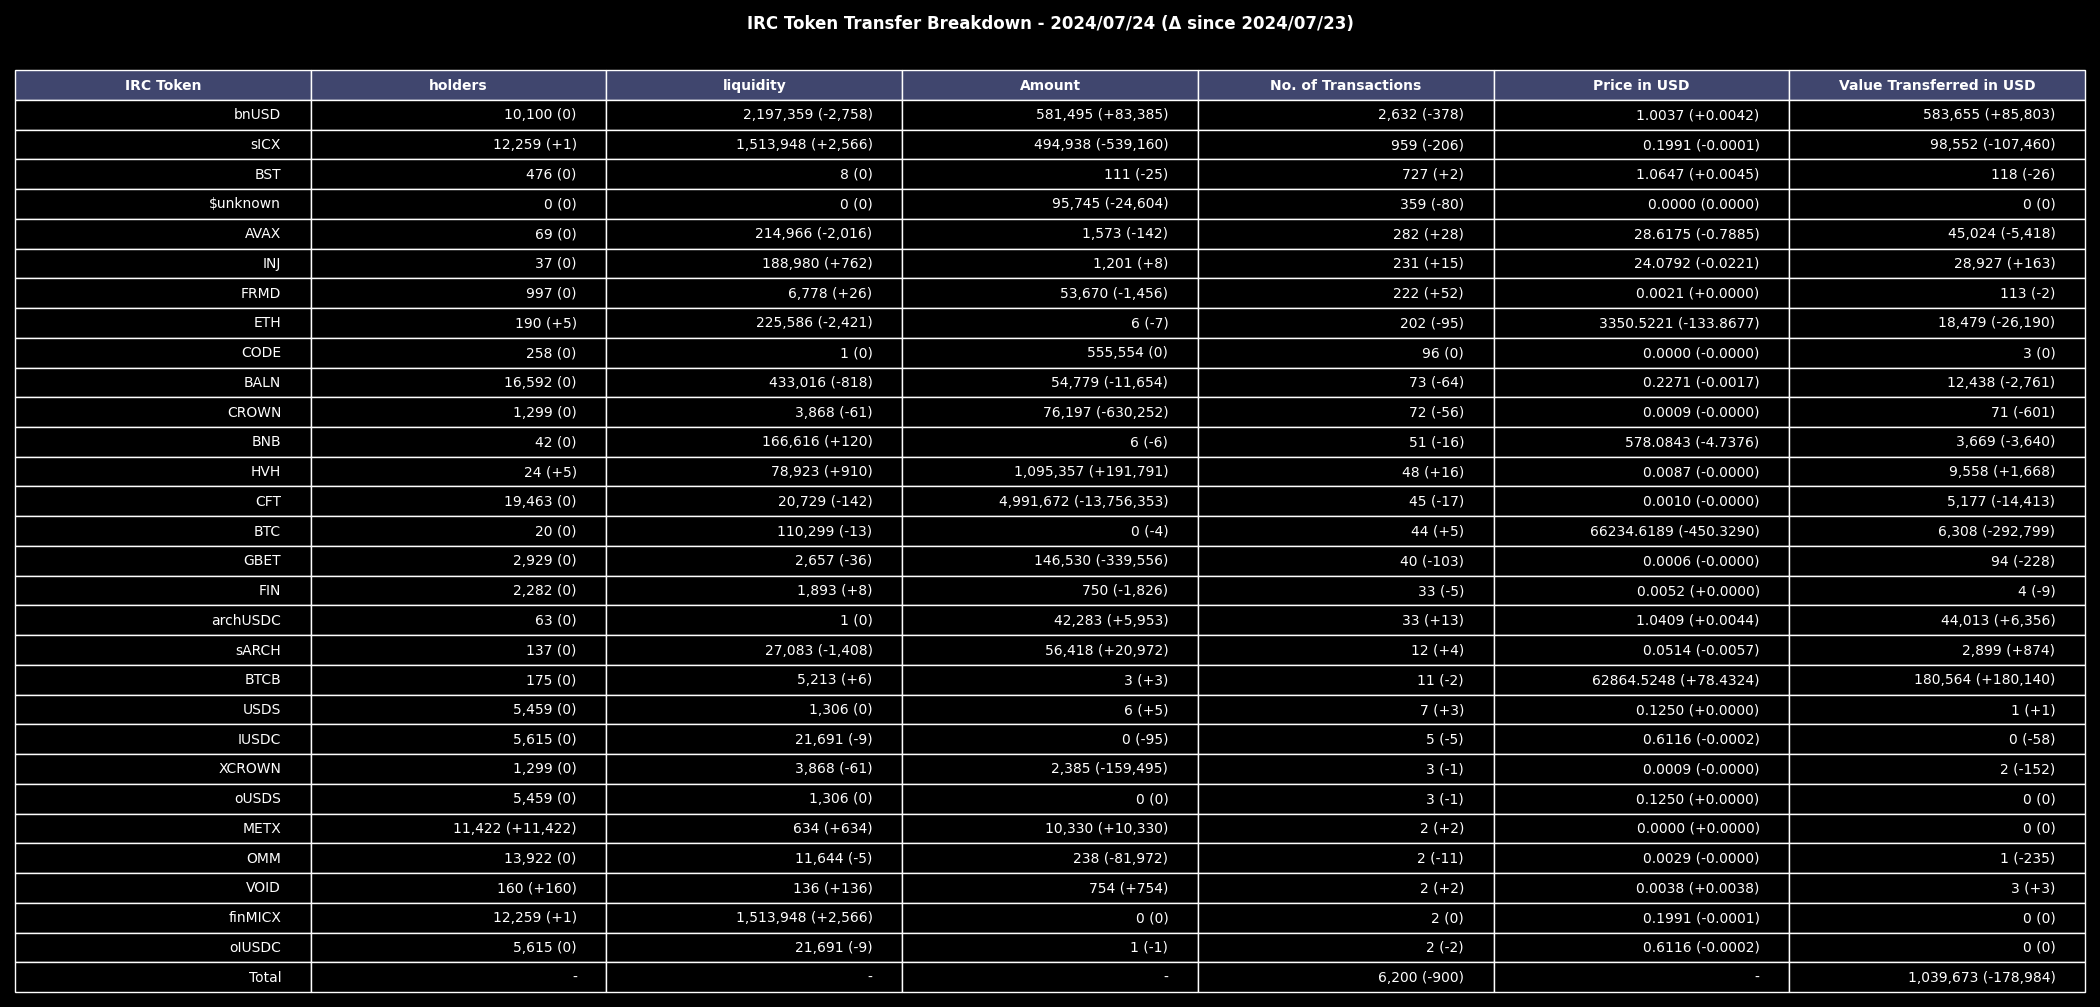 IRC Token Transfer Breakdown - 2024/07/24 (Δ since 2024/07/23)
IRC Token holders liquidity Amount No. of Transactions Price in USD Value Transferred in USD
bnUSD 10,100 (0) 2,197,359 (-2,758) 581,495 (+83,385) 2,632 (-378) 1.0037 (+0.0042) 583,655 (+85,803)
sICX 12,259 (+1) 1,513,948 (+2,566) 494,938 (-539,160) 959 (-206) 0.1991 (-0.0001) 98,552 (-107,460)
BST 476 (0) 8 (0) 111 (-25) 727 (+2) 1.0647 (+0.0045) 118 (-26)
$unknown 0 (0) 0 (0) 95,745 (-24,604) 359 (-80) 0.0000 (0.0000) 0 (0)
AVAX 69 (0) 214,966 (-2,016) 1,573 (-142) 282 (+28) 28.6175 (-0.7885) 45,024 (-5,418)
INJ 37 (0) 188,980 (+762) 1,201 (+8) 231 (+15) 24.0792 (-0.0221) 28,927 (+163)
FRMD 997 (0) 6,778 (+26) 53,670 (-1,456) 222 (+52) 0.0021 (+0.0000) 113 (-2)
ETH 190 (+5) 225,586 (-2,421) 6 (-7) 202 (-95) 3350.5221 (-133.8677) 18,479 (-26,190)
CODE 258 (0) 1 (0) 555,554 (0) 96 (0) 0.0000 (-0.0000) 3 (0)
BALN 16,592 (0) 433,016 (-818) 54,779 (-11,654) 73 (-64) 0.2271 (-0.0017) 12,438 (-2,761)
CROWN 1,299 (0) 3,868 (-61) 76,197 (-630,252) 72 (-56) 0.0009 (-0.0000) 71 (-601)
BNB 42 (0) 166,616 (+120) 6 (-6) 51 (-16) 578.0843 (-4.7376) 3,669 (-3,640)
HVH 24 (+5) 78,923 (+910) 1,095,357 (+191,791) 48 (+16) 0.0087 (-0.0000) 9,558 (+1,668)
CFT 19,463 (0) 20,729 (-142) 4,991,672 (-13,756,353) 45 (-17) 0.0010 (-0.0000) 5,177 (-14,413)
BTC 20 (0) 110,299 (-13) 0 (-4) 44 (+5) 66234.6189 (-450.3290) 6,308 (-292,799)
GBET 2,929 (0) 2,657 (-36) 146,530 (-339,556) 40 (-103) 0.0006 (-0.0000) 94 (-228)
FIN 2,282 (0) 1,893 (+8) 750 (-1,826) 33 (-5) 0.0052 (+0.0000) 4 (-9)
archUSDC 63 (0) 1 (0) 42,283 (+5,953) 33 (+13) 1.0409 (+0.0044) 44,013 (+6,356)
sARCH 137 (0) 27,083 (-1,408) 56,418 (+20,972) 12 (+4) 0.0514 (-0.0057) 2,899 (+874)
BTCB 175 (0) 5,213 (+6) 3 (+3) 11 (-2) 62864.5248 (+78.4324) 180,564 (+180,140)
USDS 5,459 (0) 1,306 (0) 6 (+5) 7 (+3) 0.1250 (+0.0000) 1 (+1)
IUSDC 5,615 (0) 21,691 (-9) 0 (-95) 5 (-5) 0.6116 (-0.0002) 0 (-58)
XCROWN 1,299 (0) 3,868 (-61) 2,385 (-159,495) 3 (-1) 0.0009 (-0.0000) 2 (-152)
oUSDS 5,459 (0) 1,306 (0) 0 (0) 3 (-1) 0.1250 (+0.0000) 0 (0)
METX 11,422 (+11,422) 634 (+634) 10,330 (+10,330) 2 (+2) 0.0000 (+0.0000) 0 (0)
OMM 13,922 (0) 11,644 (-5) 238 (-81,972) 2 (-11) 0.0029 (-0.0000) 1 (-235)
VOID 160 (+160) 136 (+136) 754 (+754) 2 (+2) 0.0038 (+0.0038) 3 (+3)
finMICX 12,259 (+1) 1,513,948 (+2,566) 0 (0) 2 (0) 0.1991 (-0.0001) 0 (0)
oIUSDC 5,615 (0) 21,691 (-9) 1 (-1) 2 (-2) 0.6116 (-0.0002) 0 (0)
Total - - - 6,200 (-900) - 1,039,673 (-178,984)